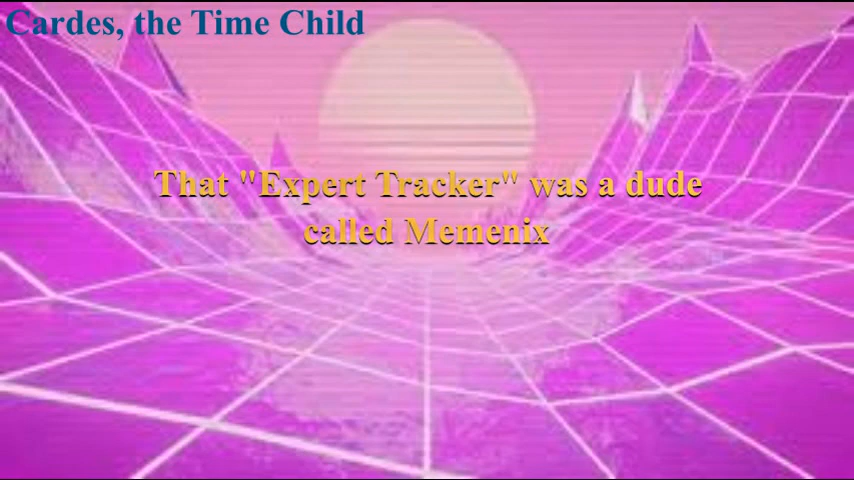 Cardes, the Time Child
That "Expert Tracker" was a dude
called Memenix